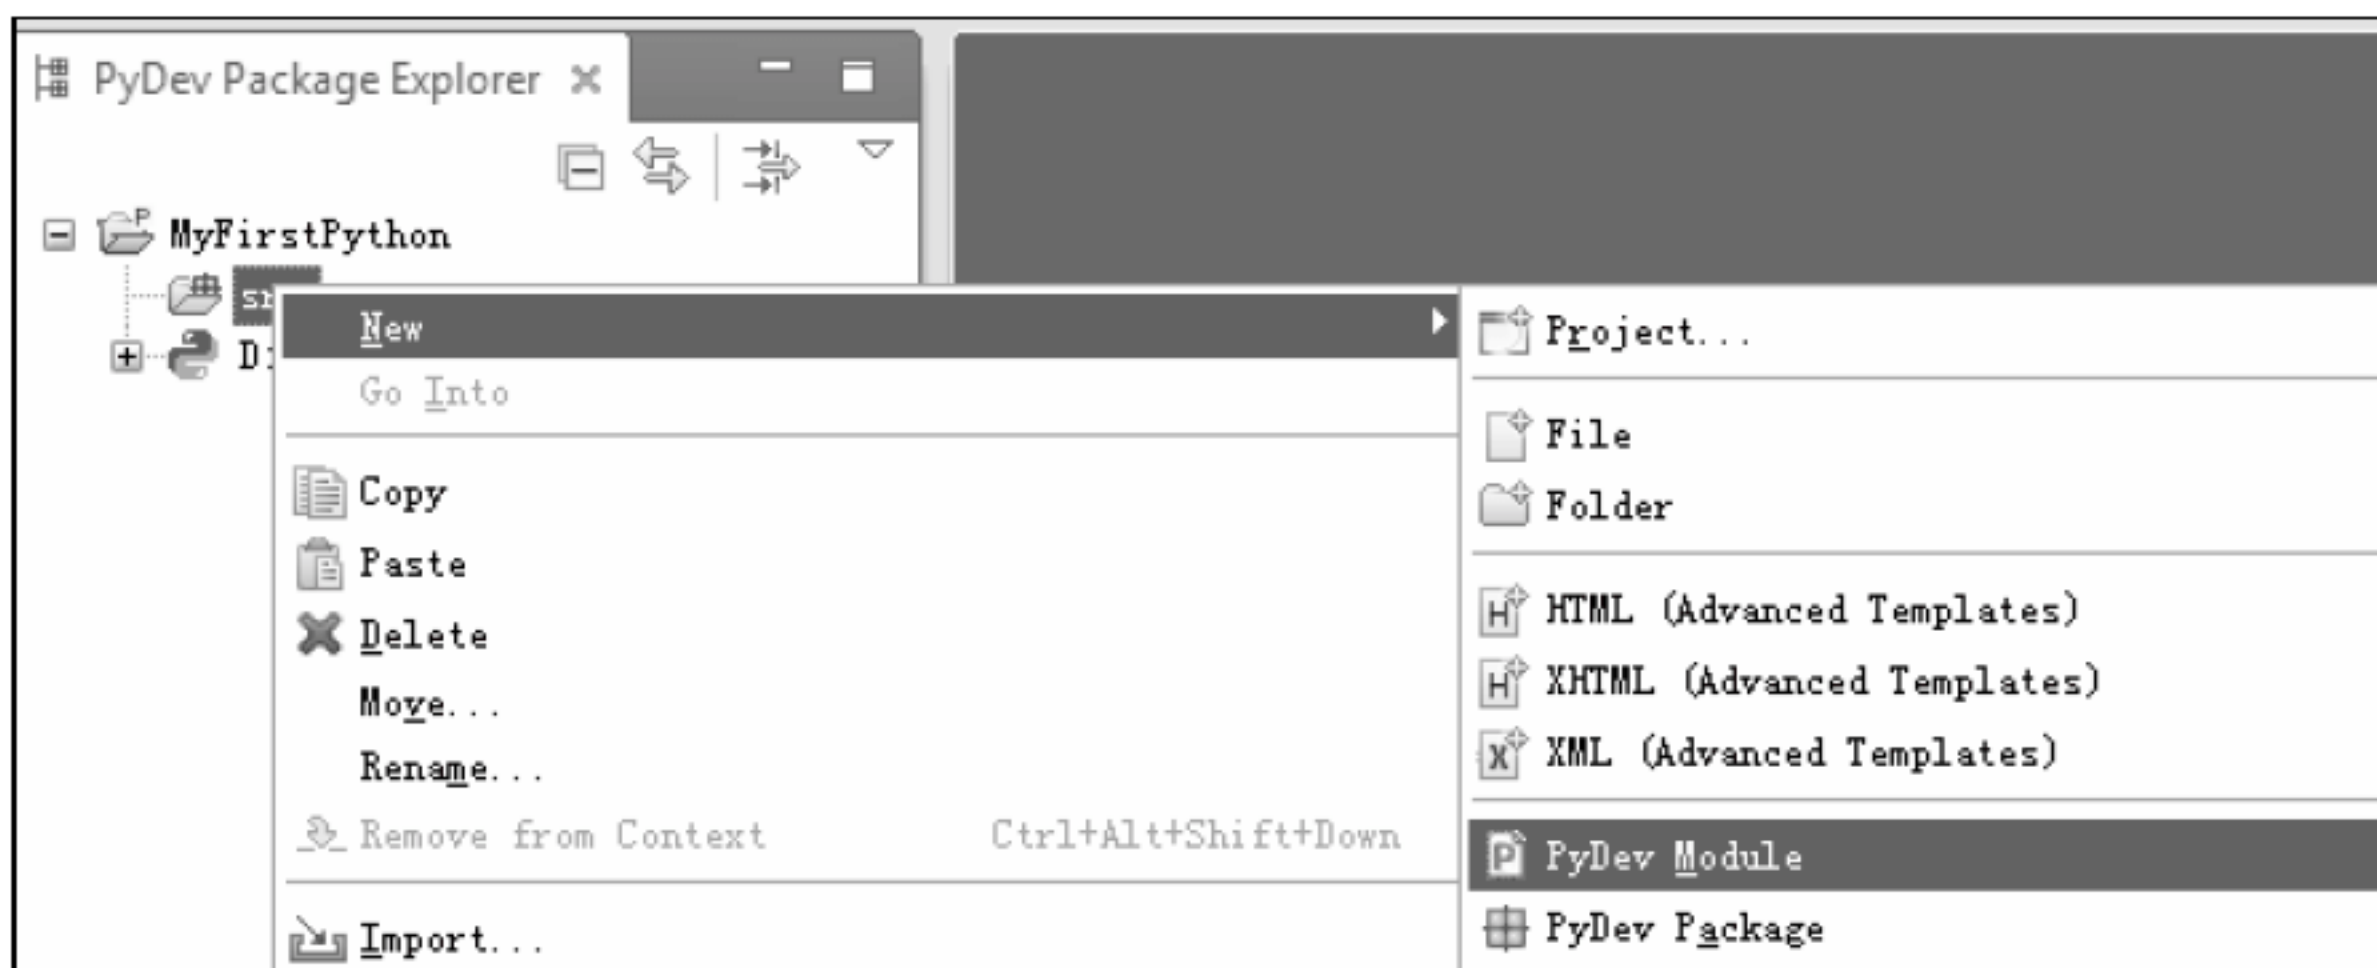 PyDev Package Explorer
MyFirstPython
New
Go Into
Copy
Paste
Delete
Move...
Rename...
Remove from Context Ctrl+Alt+Shift+Down
Import...
Project...
File
Folder
HTML (Advanced Templates)
XHTML (Advanced Templates)
XML (Advanced Templates)
PyDev Module
PyDev Package